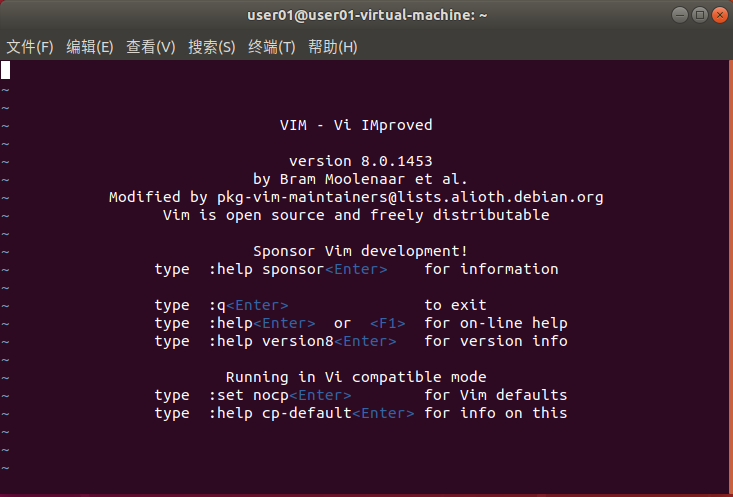 user01@user01-virtual-machine: ~
文件(F) 编辑(E) 查看(V) 搜索(S) 终端(T) 帮助(H)
~
~
~ VIM - Vi IMproved
~
~ version 8.0.1453
~ by Bram Moolenaar et al.
~ Modified by pkg-vim-maintainers@lists.alioth.debian.org
~ Vim is open source and freely distributable
~
~ Sponsor Vim development!
~ type :help sponsor<Enter> for information
~
~ type :q<Enter> to exit
~ type :help<Enter> or <F1> for on-line help
~ type :help version8<Enter> for version info
~
~ Running in Vi compatible mode
~ type :set nocp<Enter> for Vim defaults
~ type :help cp-default<Enter> for info on this
~
~
~